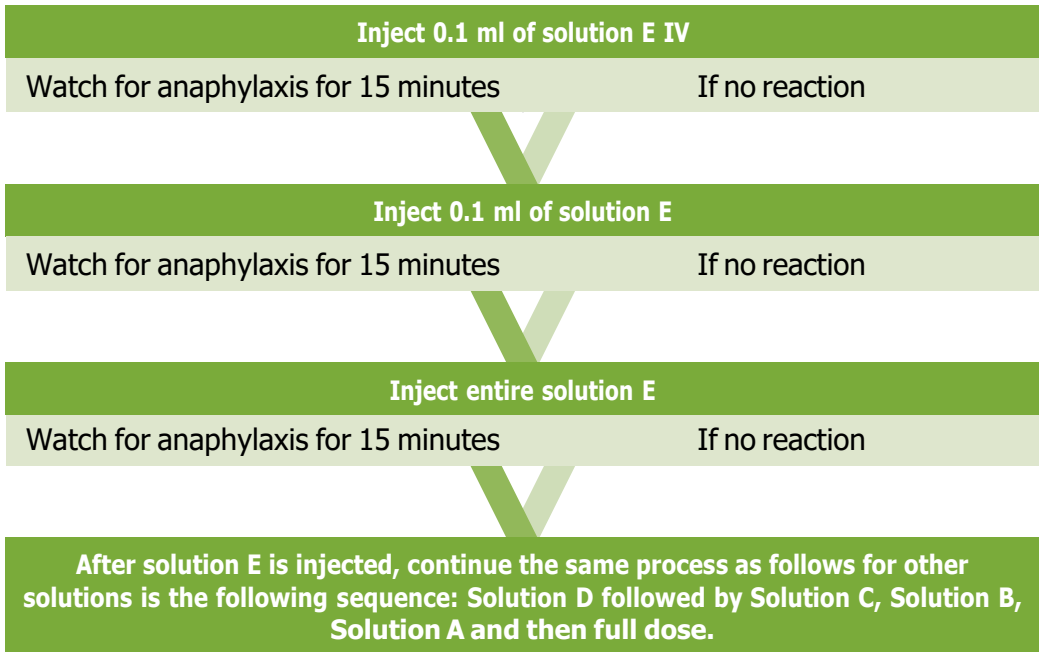 Inject 0.1 ml of solution E IV
Watch for anaphylaxis for 15 minutes If no reaction
Inject 0.1 ml of solution E
Watch for anaphylaxis for 15 minutes If no reaction
Inject entire solution E
Watch for anaphylaxis for 15 minutes If no reaction
After solution E is injected, continue the same process as follows for other
solutions is the following sequence: Solution D followed by Solution C, Solution B,
Solution A and then full dose.